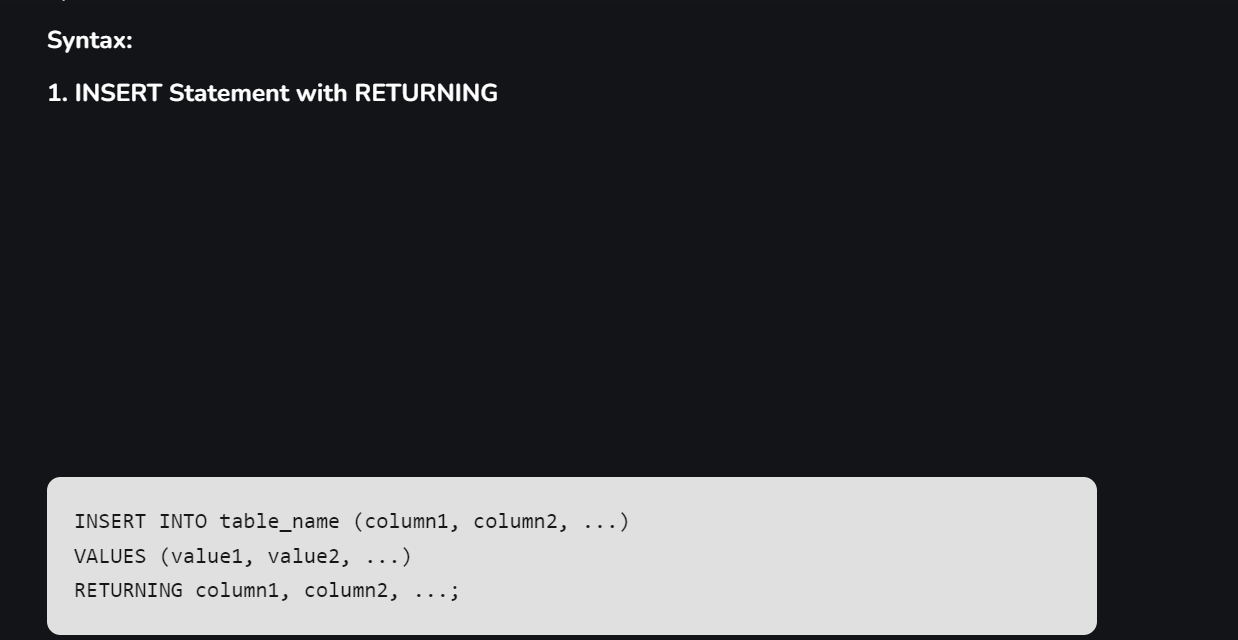 Syntax:
1. INSERT Statement with RETURNING
INSERT INTO table_name (column1, column2, ...)
VALUES (value1, value2, ...)
RETURNING column1, column2, ...;